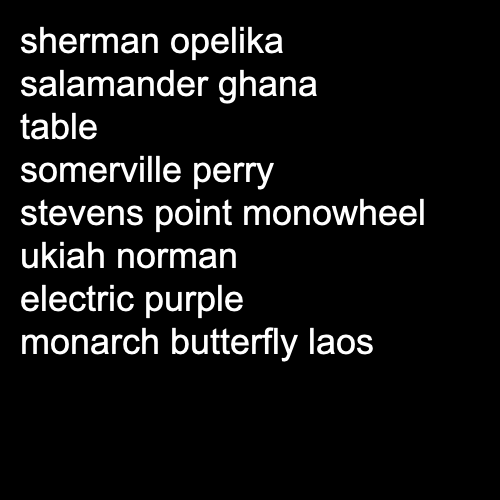 sherman opelika
salamander ghana
table
somerville perry
stevens point monowheel
ukiah norman
electric purple
monarch butterfly laos